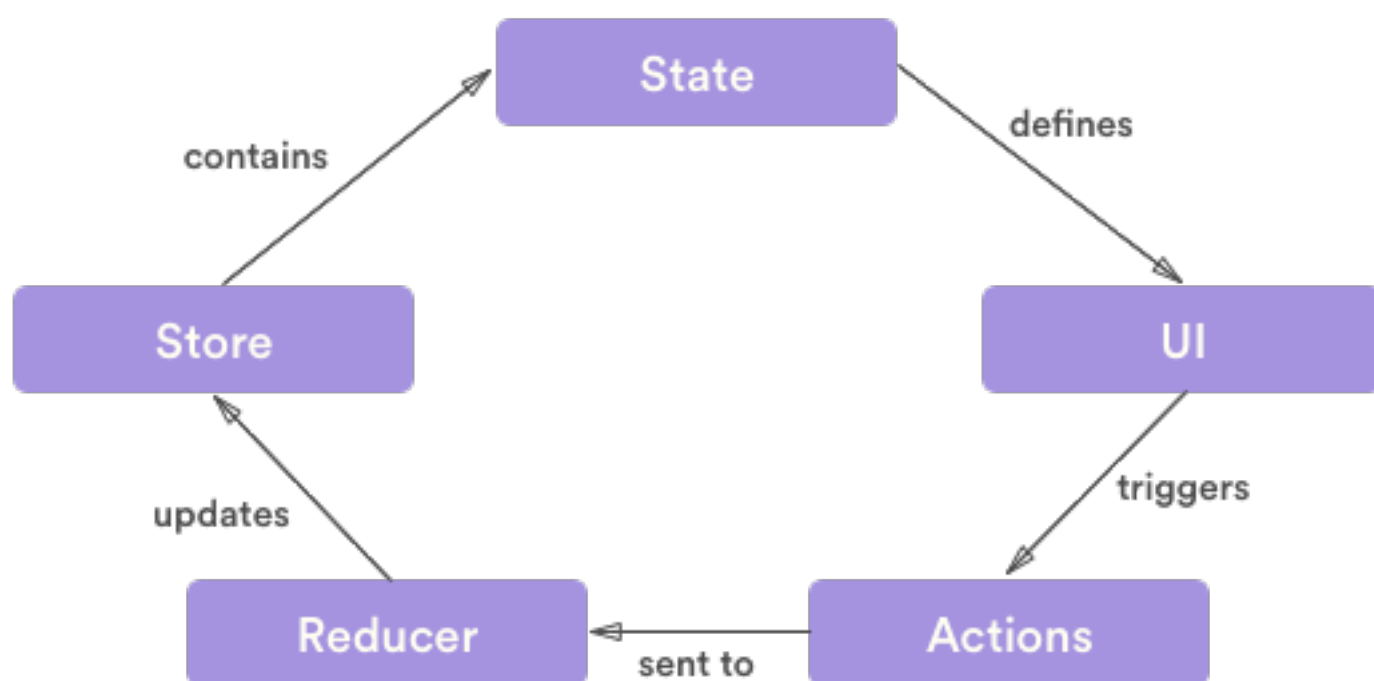 State
defines
contains
Store
UI
triggers
updates
Reducer
sent to
Actions